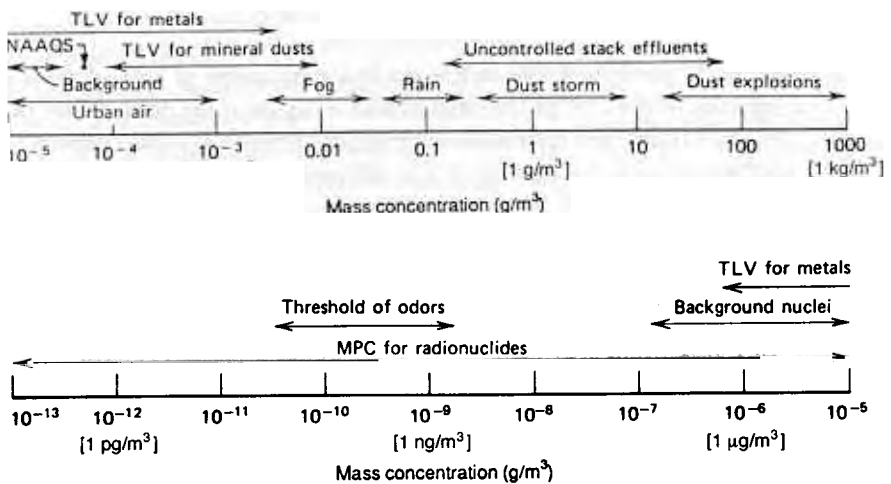 TLV for metals
NAAQS
TLV for mineral dusts
Uncontrolled stack effluents
Background
Fog
Rain
Dust storm
Dust explosions
Urban air
10⁻⁵ 10⁻⁴ 10⁻³ 0.01 0.1 1 10 100 1000
[1 g/m³] [1 kg/m³]
Mass concentration (g/m³)
TLV for metals
Threshold of odors
Background nuclei
MPC for radionuclides
10⁻¹³ 10⁻¹² 10⁻¹¹ 10⁻¹⁰ 10⁻⁹ 10⁻⁸ 10⁻⁷ 10⁻⁶ 10⁻⁵
[1 pg/m³] [1 ng/m³] [1 μg/m³]
Mass concentration (g/m³)